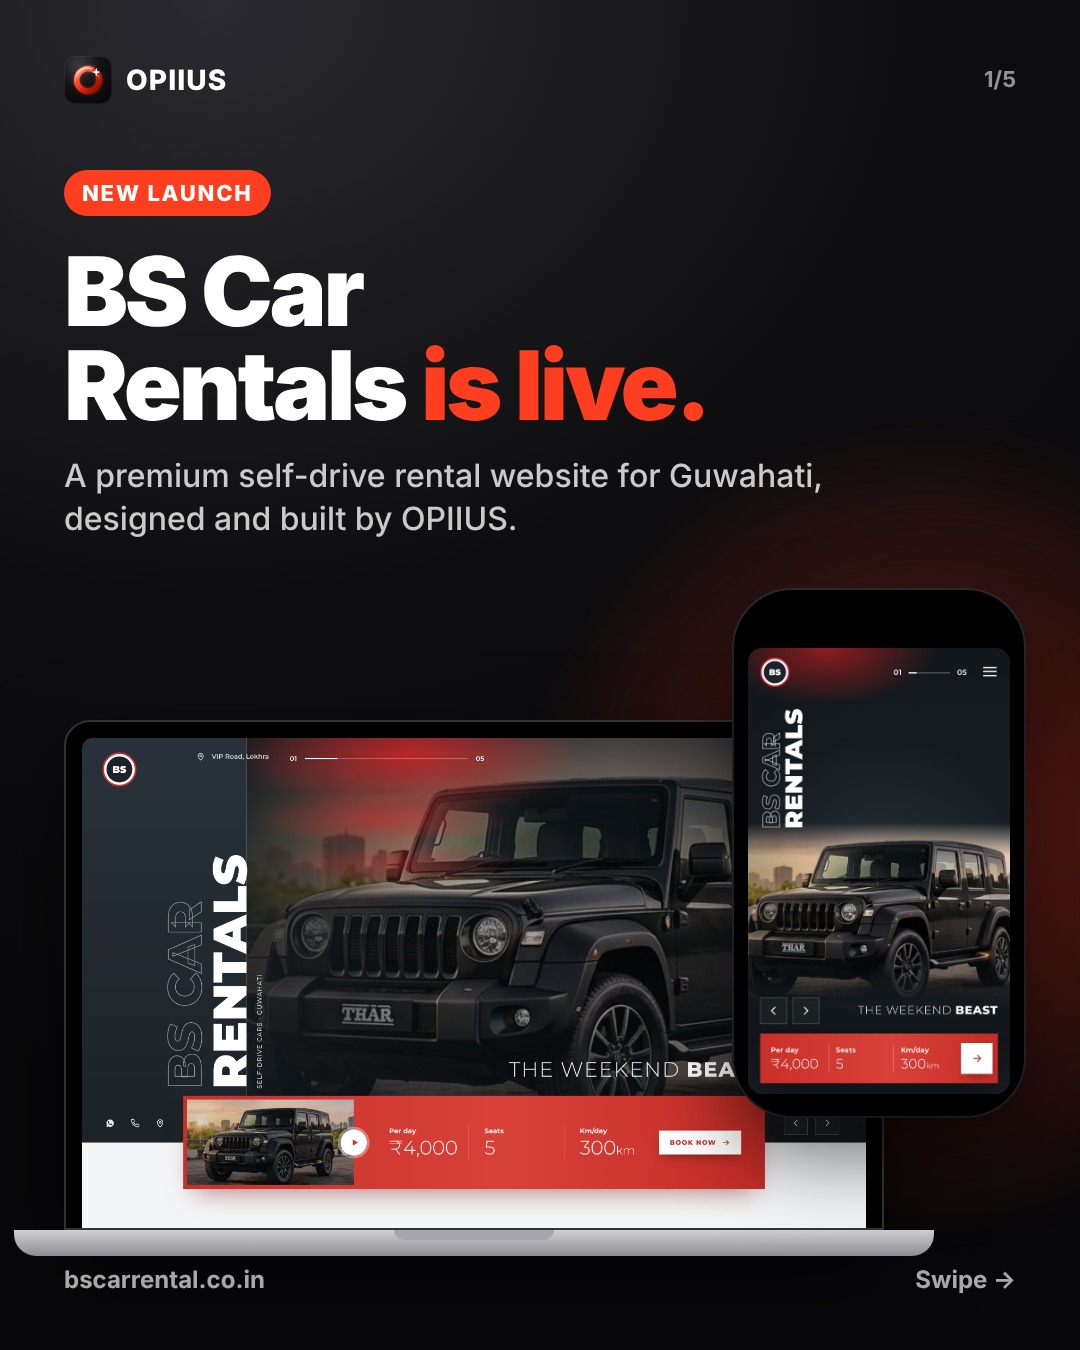 OPIIUS
1/5
NEW LAUNCH
BS Car
Rentals is live.
A premium self-drive rental website for Guwahati,
designed and built by OPIIUS.
BS
VIP Road, Lokhra
01
05
BS CAR
RENTALS
SELF-DRIVE CARS · GUWAHATI
THAR
THE WEEKEND BEA
Per day
₹4,000
Seats
5
Km/day
300km
BOOK NOW →
BS
01
05
BS CAR
RENTALS
THAR
THE WEEKEND BEAST
Per day
₹4,000
Seats
5
Km/day
300km
→
bscarrental.co.in
Swipe →